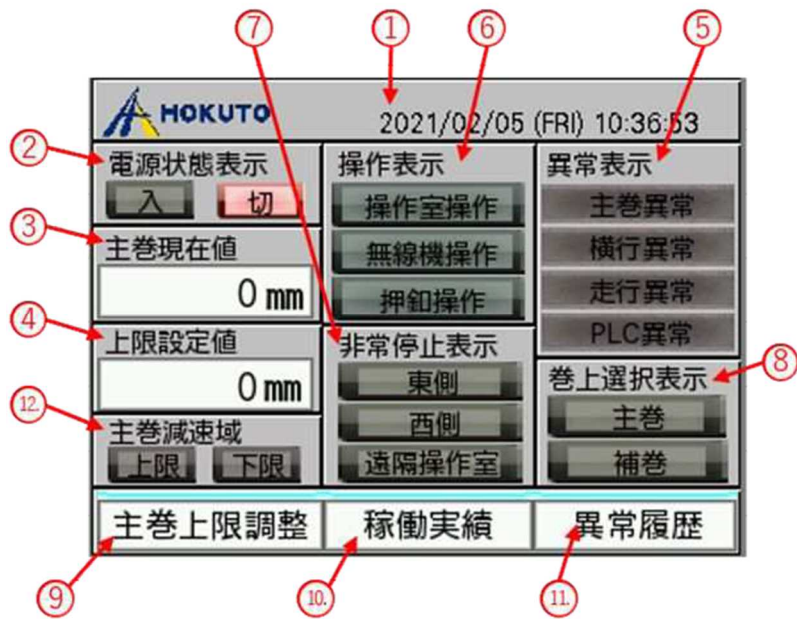 ⑦
①
⑥
⑤
HOKUTO
2021/02/05 (FRI) 10:36:53
②
電源状態表示
入
切
③
主巻現在値
0 mm
④
上限設定値
0 mm
⑫
主巻減速域
上限
下限
操作表示
操作室操作
無線機操作
押釦操作
非常停止表示
東側
西側
遠隔操作室
異常表示
主巻異常
横行異常
走行異常
PLC異常
⑧
巻上選択表示
主巻
補巻
主巻上限調整
稼働実績
異常履歴
⑨
10.
11.